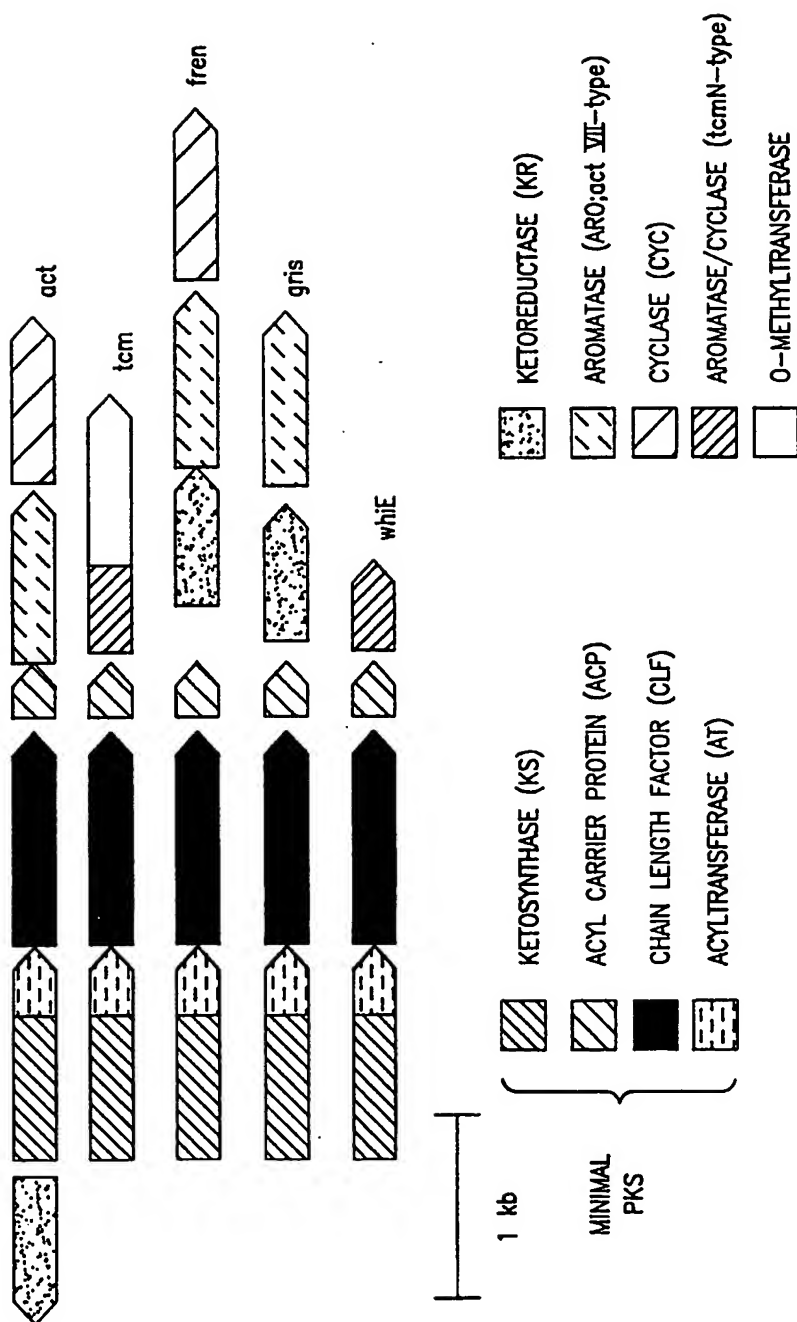 act
tcm
fren
gris
whiE
1 kb
MINIMAL
PKS
KETOSYNTHASE (KS)
ACYL CARRIER PROTEIN (ACP)
CHAIN LENGTH FACTOR (CLF)
ACYLTRANSFERASE (AT)
KETOREDUCTASE (KR)
AROMATASE (ARO;act VII-type)
CYCLASE (CYC)
AROMATASE/CYCLASE (tcmN-type)
O-METHYLTRANSFERASE